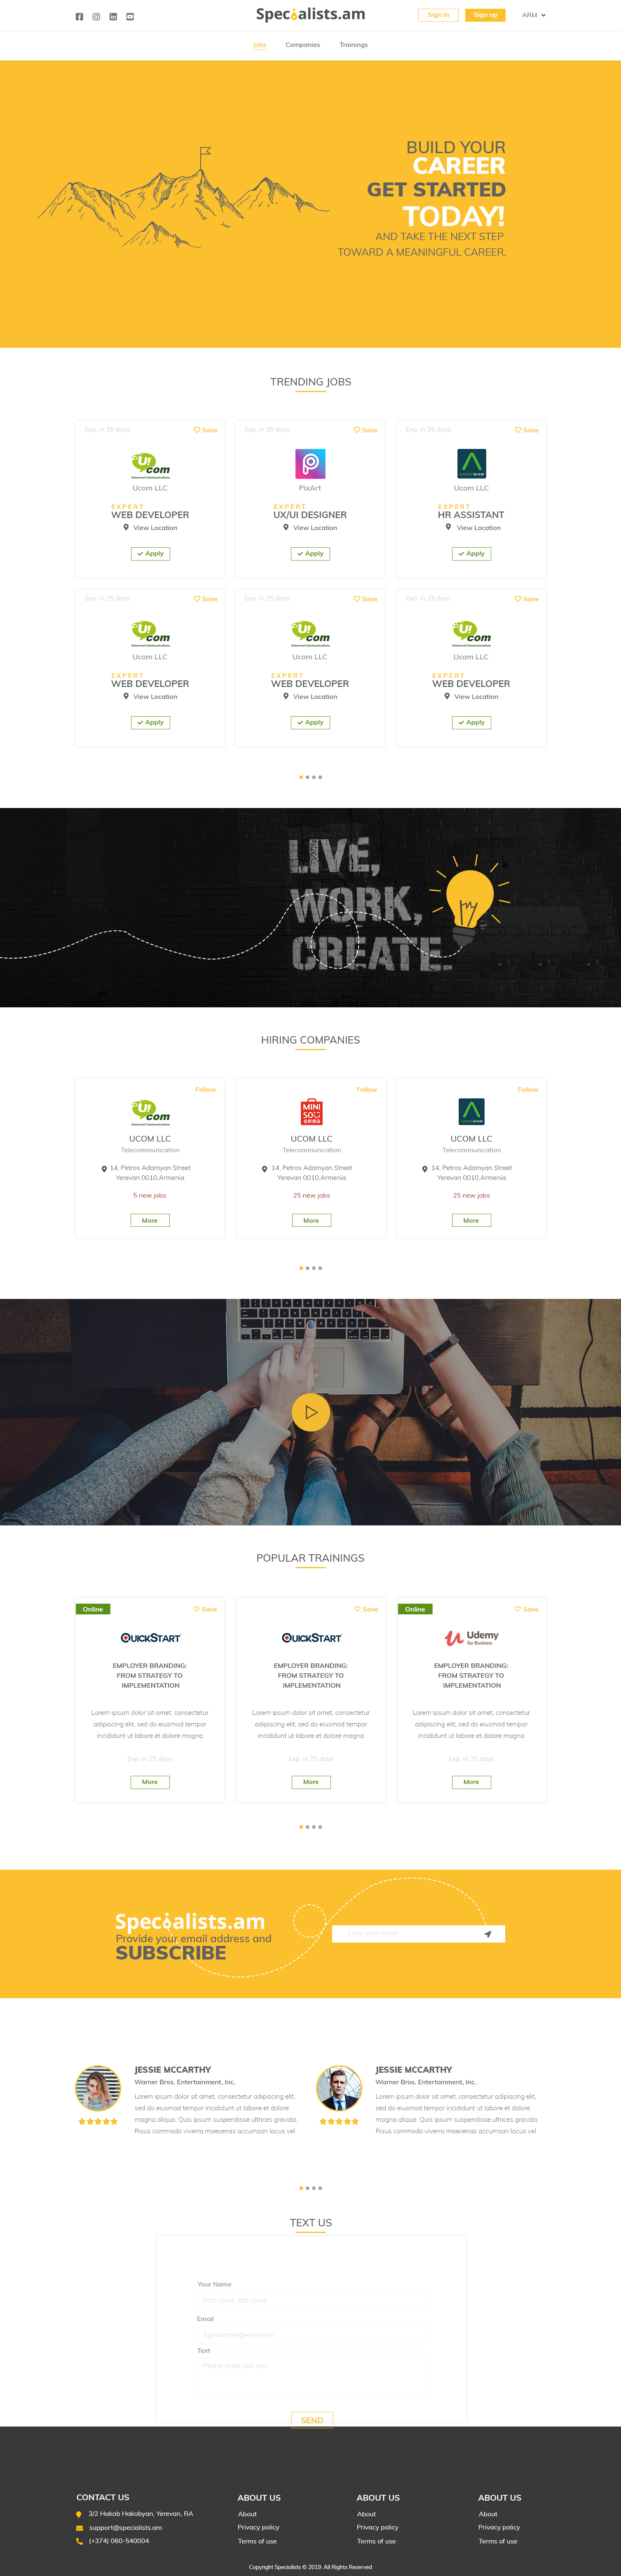 Specialists.am
Sign in
Sign up
ARM
Jobs
Companies
Trainings
BUILD YOUR
CAREER
GET STARTED
TODAY!
AND TAKE THE NEXT STEP
TOWARD A MEANINGFUL CAREER.
TRENDING JOBS
Exp. in 25 days
Save
U!
com
Universal Communications
Ucom LLC
EXPERT
WEB DEVELOPER
View Location
Apply
Exp. in 25 days
Save
PixArt
EXPERT
UX/UI DESIGNER
View Location
Apply
Exp. in 25 days
Save
Ucom LLC
EXPERT
HR ASSISTANT
View Location
Apply
Exp. in 25 days
Save
U!
com
Universal Communications
Ucom LLC
EXPERT
WEB DEVELOPER
View Location
Apply
Exp. in 25 days
Save
U!
com
Universal Communications
Ucom LLC
EXPERT
WEB DEVELOPER
View Location
Apply
Exp. in 25 days
Save
U!
com
Universal Communications
Ucom LLC
EXPERT
WEB DEVELOPER
View Location
Apply
LIVE,
WORK,
CREATE.
HIRING COMPANIES
Follow
U!
com
Universal Communications
UCOM LLC
Telecommunication
14, Petros Adamyan Street
Yerevan 0010,Armenia
5 new jobs
More
Follow
MINI
SO
UCOM LLC
Telecommunication
14, Petros Adamyan Street
Yerevan 0010,Armenia
25 new jobs
More
Follow
UCOM LLC
Telecommunication
14, Petros Adamyan Street
Yerevan 0010,Armenia
25 new jobs
More
POPULAR TRAININGS
Online
Save
QUICKSTART
EMPLOYER BRANDING:
FROM STRATEGY TO
IMPLEMENTATION
Lorem ipsum dolor sit amet, consectetur
adipiscing elit, sed do eiusmod tempor
incididunt ut labore et dolore magna
Exp. in 25 days
More
Save
QUICKSTART
EMPLOYER BRANDING:
FROM STRATEGY TO
IMPLEMENTATION
Lorem ipsum dolor sit amet, consectetur
adipiscing elit, sed do eiusmod tempor
incididunt ut labore et dolore magna
Exp. in 25 days
More
Online
Save
Udemy
for Business
EMPLOYER BRANDING:
FROM STRATEGY TO
IMPLEMENTATION
Lorem ipsum dolor sit amet, consectetur
adipiscing elit, sed do eiusmod tempor
incididunt ut labore et dolore magna
Exp. in 25 days
More
Specialists.am
Provide your email address and
SUBSCRIBE
Enter your email
JESSIE MCCARTHY
Warner Bros. Entertainment, Inc.
Lorem ipsum dolor sit amet, consectetur adipiscing elit,
sed do eiusmod tempor incididunt ut labore et dolore
magna aliqua. Quis ipsum suspendisse ultrices gravida.
Risus commodo viverra maecenas accumsan lacus vel
JESSIE MCCARTHY
Warner Bros. Entertainment, Inc.
Lorem ipsum dolor sit amet, consectetur adipiscing elit,
sed do eiusmod tempor incididunt ut labore et dolore
magna aliqua. Quis ipsum suspendisse ultrices gravida.
Risus commodo viverra maecenas accumsan lacus vel
TEXT US
Your Name
First name, last name
Email
Eg.example@email.com
Text
Please enter your text
SEND
CONTACT US
3/2 Hakob Hakobyan, Yerevan, RA
support@specialists.am
(+374) 060-540004
ABOUT US
About
Privacy policy
Terms of use
ABOUT US
About
Privacy policy
Terms of use
ABOUT US
About
Privacy policy
Terms of use
Copyright Specialists © 2019. All Rights Reserved